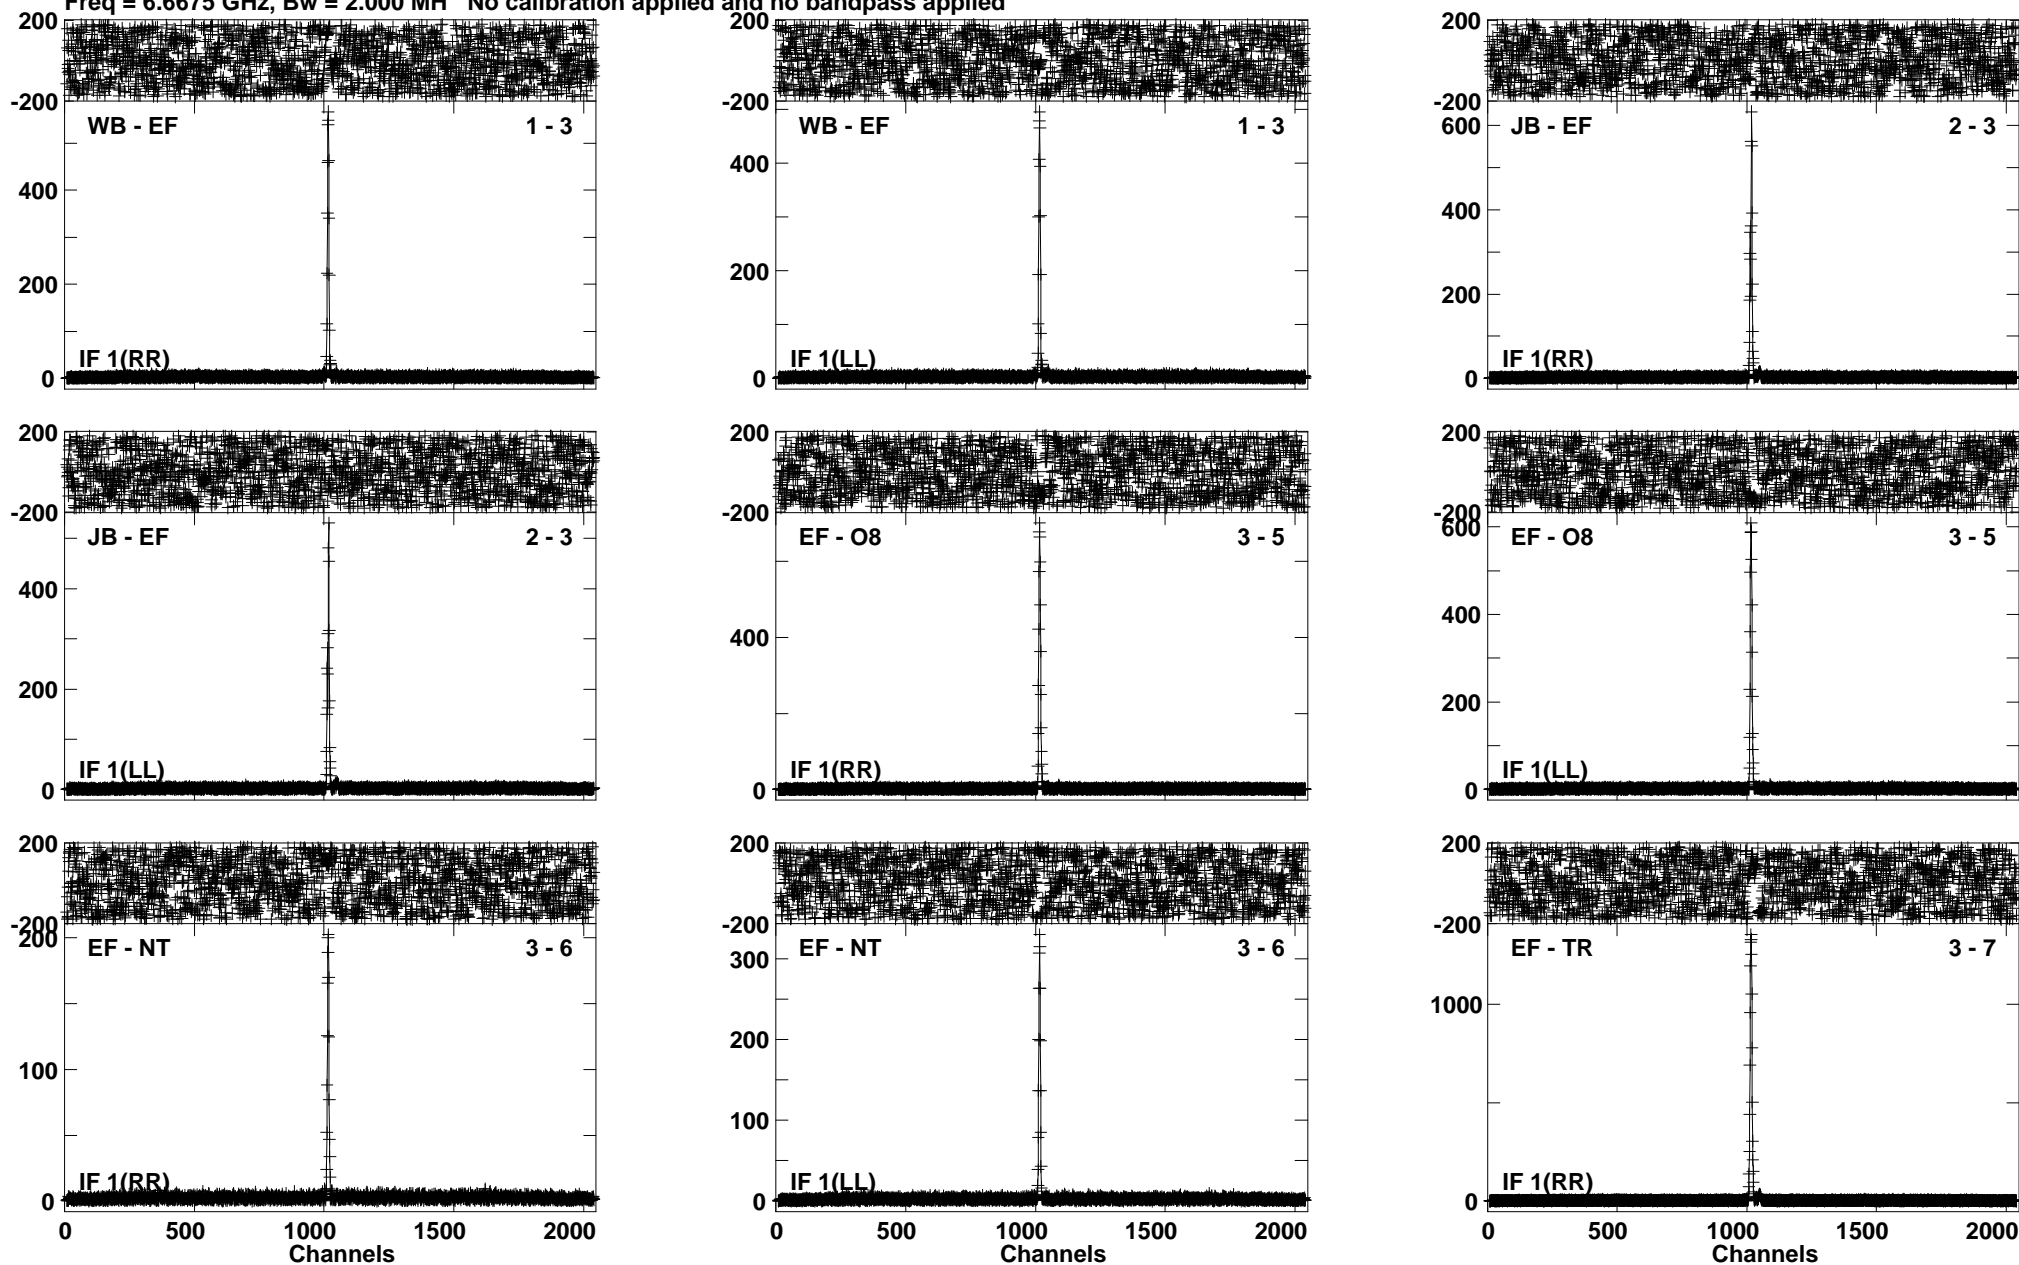 Freq = 6.6675 GHz, Bw = 2.000 MH No calibration applied and no bandpass applied
200 200 200
-200 -200 -200
WB - EF 1 - 3 WB - EF 1 - 3 JB - EF 2 - 3
600
400 400 400
200 200 200
IF 1(RR) IF 1(LL) IF 1(RR)
0 0 0
200 200 200
-200 -200 -200
600
JB - EF 2 - 3 EF - O8 3 - 5 EF - O8 3 - 5
400 400 400
200 200
IF 1(LL) IF 1(RR) IF 1(LL)
0 0 0
200 200 200
-200 -200 -200
200
EF - NT 3 - 6 EF - NT 3 - 6 EF - TR 3 - 7
300
1000
200
100 100
IF 1(RR) IF 1(LL) IF 1(RR)
0 0 0
0 500 1000 1500 2000 0 500 1000 1500 2000 0 500 1000 1500 2000
Channels Channels Channels